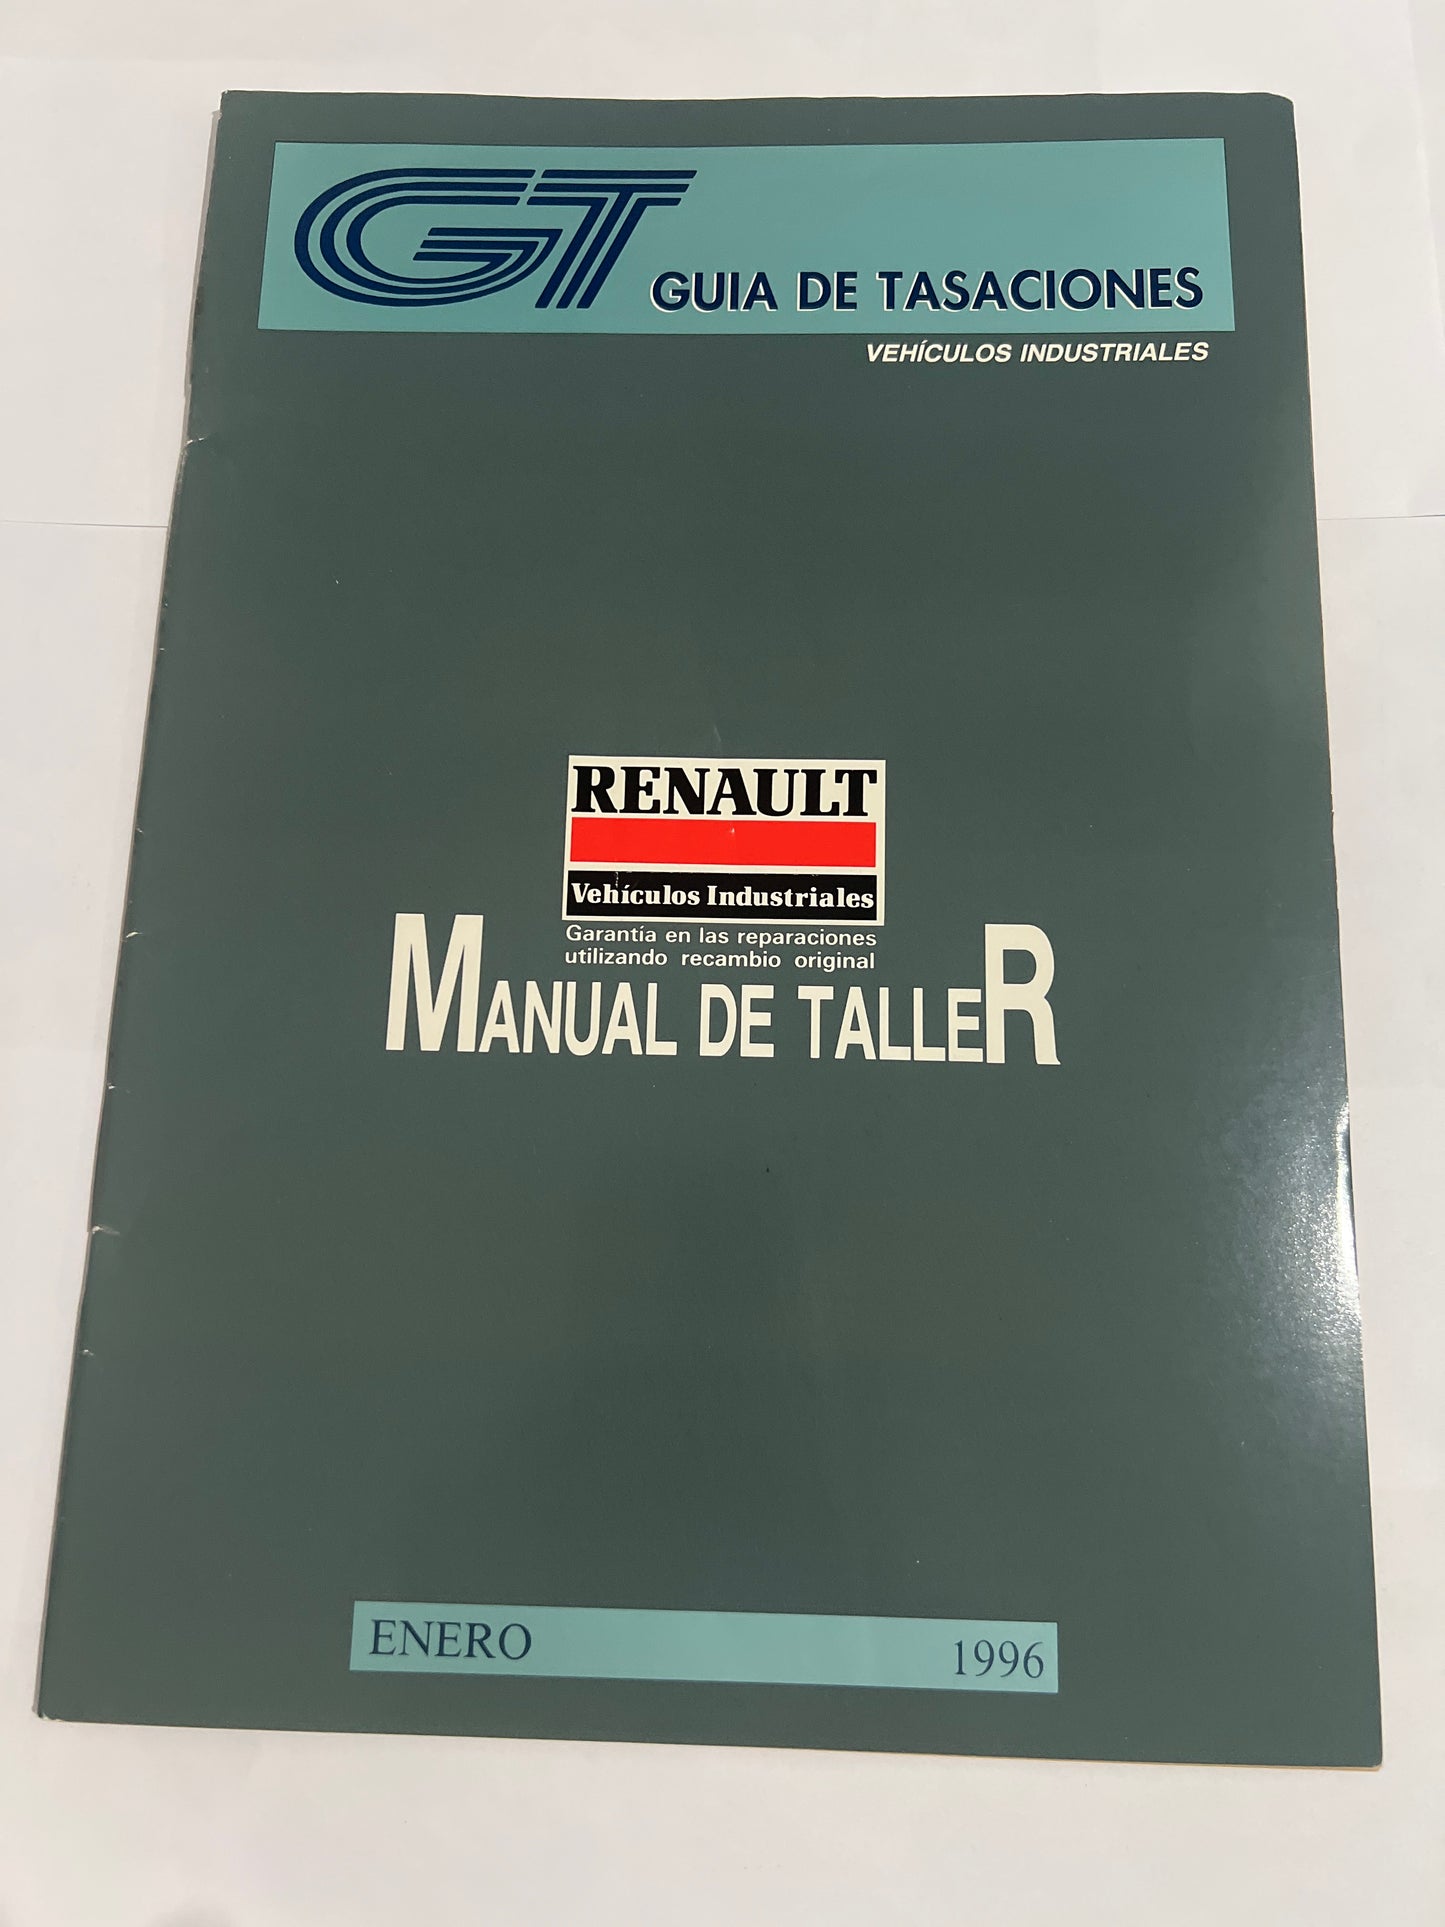 GT GUIA DE TASACIONES
VEHÍCULOS INDUSTRIALES
RENAULT
Vehículos Industriales
Garantía en las reparaciones
utilizando recambio original
MANUAL DE TALLER
ENERO 1996